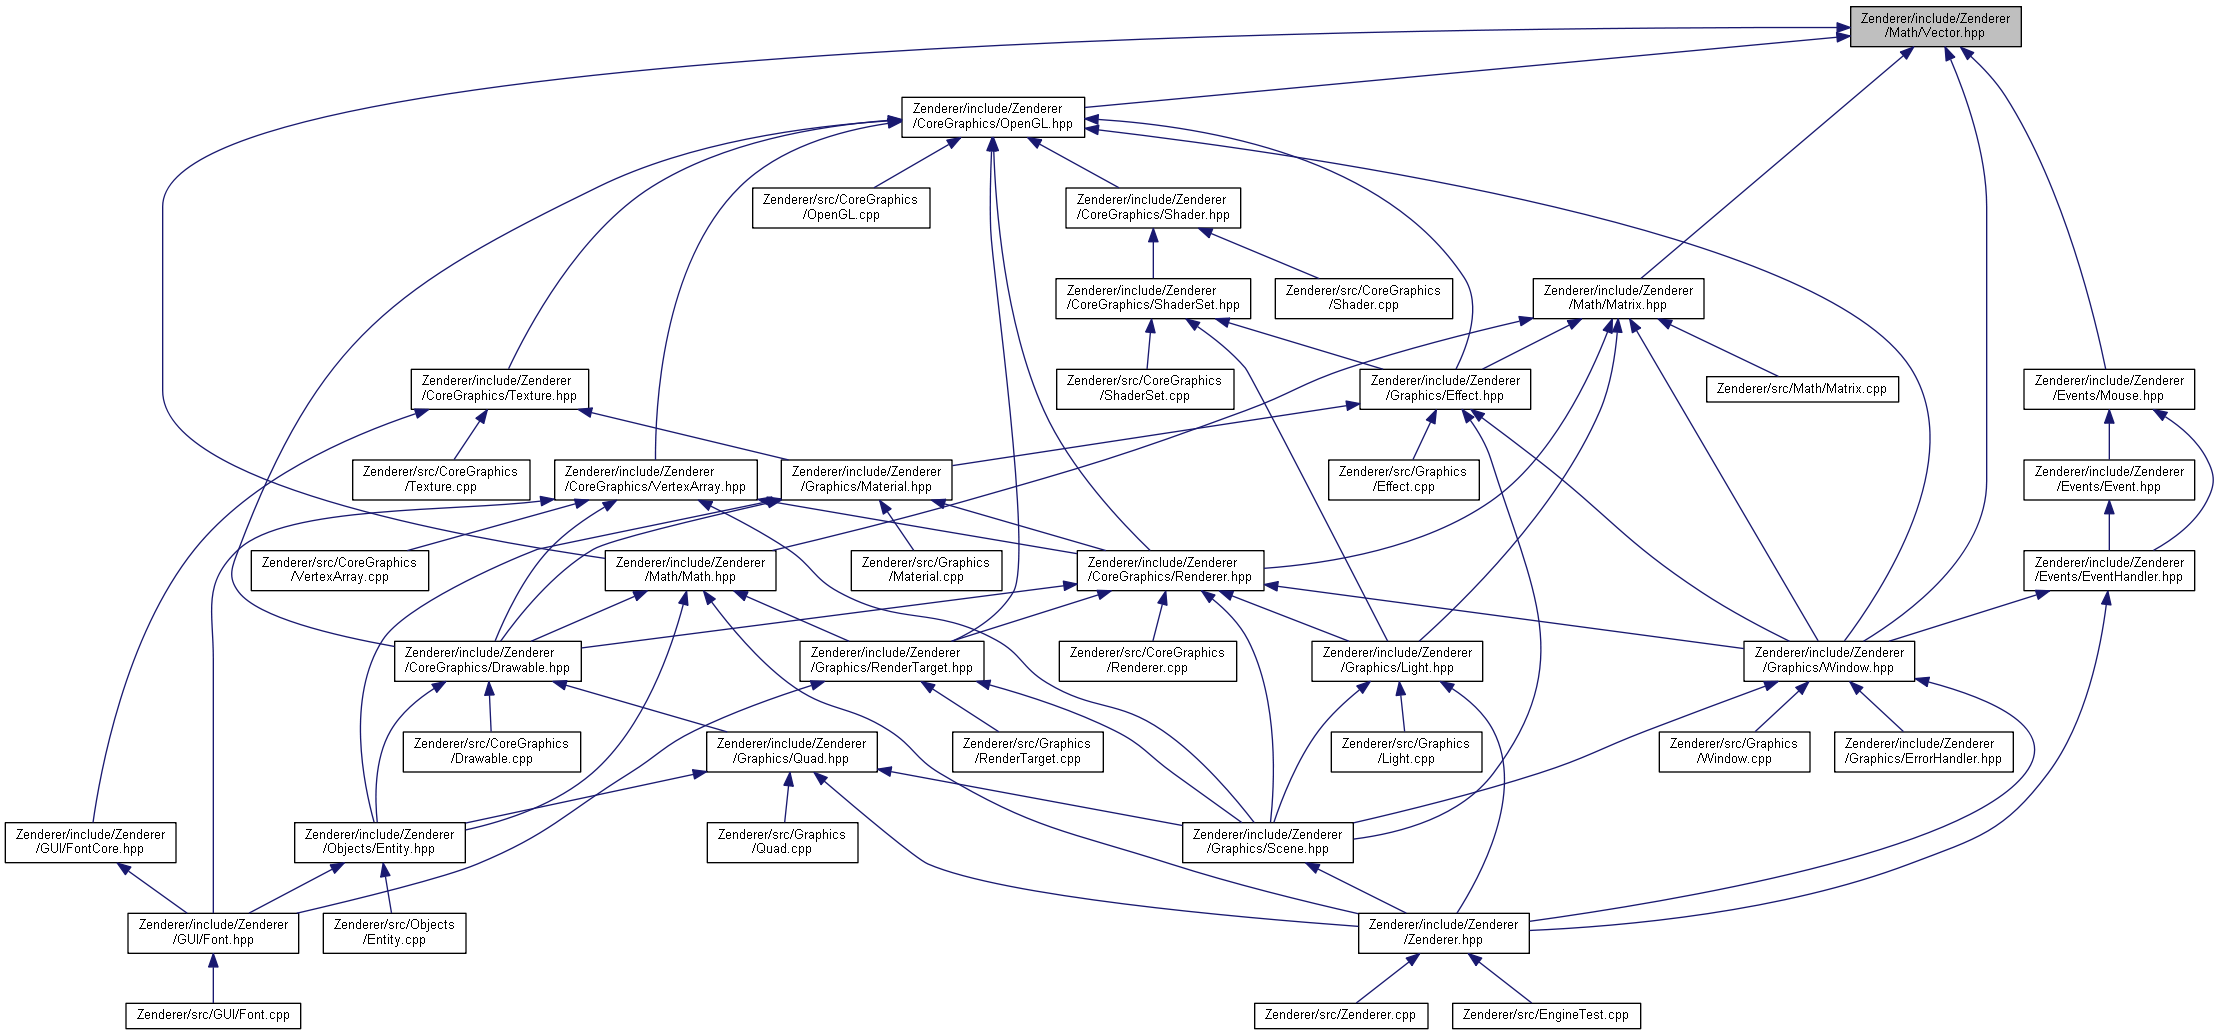 Zenderer/include/Zenderer
/Math/Vector.hpp
Zenderer/include/Zenderer
/CoreGraphics/OpenGL.hpp
Zenderer/src/CoreGraphics
/OpenGL.cpp
Zenderer/include/Zenderer
/CoreGraphics/Shader.hpp
Zenderer/include/Zenderer
/CoreGraphics/ShaderSet.hpp
Zenderer/src/CoreGraphics
/Shader.cpp
Zenderer/include/Zenderer
/Math/Matrix.hpp
Zenderer/include/Zenderer
/CoreGraphics/Texture.hpp
Zenderer/src/CoreGraphics
/ShaderSet.cpp
Zenderer/include/Zenderer
/Graphics/Effect.hpp
Zenderer/src/Math/Matrix.cpp
Zenderer/include/Zenderer
/Events/Mouse.hpp
Zenderer/src/CoreGraphics
/Texture.cpp
Zenderer/include/Zenderer
/CoreGraphics/VertexArray.hpp
Zenderer/include/Zenderer
/Graphics/Material.hpp
Zenderer/src/Graphics
/Effect.cpp
Zenderer/include/Zenderer
/Events/Event.hpp
Zenderer/src/CoreGraphics
/VertexArray.cpp
Zenderer/include/Zenderer
/Math/Math.hpp
Zenderer/src/Graphics
/Material.cpp
Zenderer/include/Zenderer
/CoreGraphics/Renderer.hpp
Zenderer/include/Zenderer
/Events/EventHandler.hpp
Zenderer/include/Zenderer
/CoreGraphics/Drawable.hpp
Zenderer/include/Zenderer
/Graphics/RenderTarget.hpp
Zenderer/src/CoreGraphics
/Renderer.cpp
Zenderer/include/Zenderer
/Graphics/Light.hpp
Zenderer/include/Zenderer
/Graphics/Window.hpp
Zenderer/src/CoreGraphics
/Drawable.cpp
Zenderer/include/Zenderer
/Graphics/Quad.hpp
Zenderer/src/Graphics
/RenderTarget.cpp
Zenderer/src/Graphics
/Light.cpp
Zenderer/src/Graphics
/Window.cpp
Zenderer/include/Zenderer
/Graphics/ErrorHandler.hpp
Zenderer/include/Zenderer
/GUI/FontCore.hpp
Zenderer/include/Zenderer
/Objects/Entity.hpp
Zenderer/src/Graphics
/Quad.cpp
Zenderer/include/Zenderer
/Graphics/Scene.hpp
Zenderer/include/Zenderer
/GUI/Font.hpp
Zenderer/src/Objects
/Entity.cpp
Zenderer/include/Zenderer
/Zenderer.hpp
Zenderer/src/GUI/Font.cpp
Zenderer/src/Zenderer.cpp
Zenderer/src/EngineTest.cpp